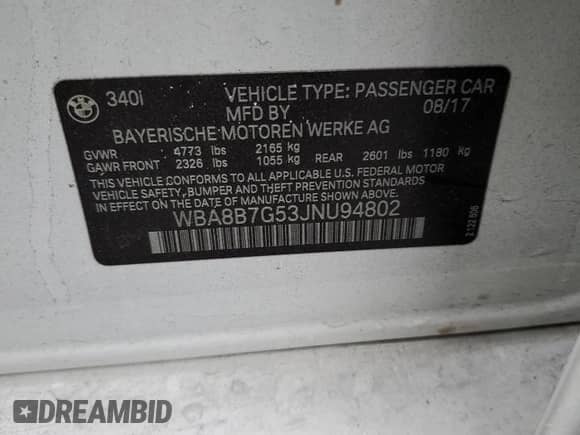 340i VEHICLE TYPE: PASSENGER CAR
MFD BY 08/17
BAYERISCHE MOTOREN WERKE AG
GVWR 4773 lbs 2165 kg
GAWR FRONT 2326 lbs 1055 kg REAR 2601 lbs 1180 kg
THIS VEHICLE CONFORMS TO ALL APPLICABLE U.S. FEDERAL MOTOR
VEHICLE SAFETY, BUMPER AND THEFT PREVENTION STANDARDS
IN EFFECT ON THE DATE OF MANUFACTURE SHOWN ABOVE.
WBA8B7G53JNU94802
DREAMBID